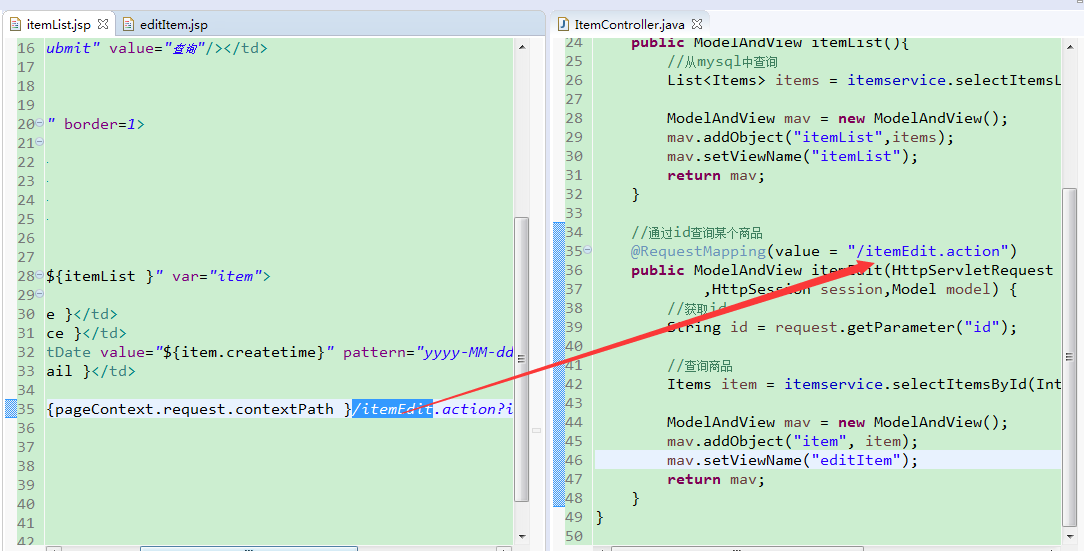 itemList.jsp
editItem.jsp
16 ubmit" value="查询"/></td>
17
18
19
20 " border=1>
21
22
23
24
25
26
27
28 ${itemList }" var="item">
29
30 e }</td>
31 ce }</td>
32 tDate value="${item.createtime}" pattern="yyyy-MM-dd
33 ail }</td>
34
35 {pageContext.request.contextPath }/itemEdit.action?i
36
37
38
39
40
41
42
ItemController.java
24 public ModelAndView itemList(){
25 //从mysql中查询
26 List<Items> items = itemservice.selectItemsL
27
28 ModelAndView mav = new ModelAndView();
29 mav.addObject("itemList",items);
30 mav.setViewName("itemList");
31 return mav;
32 }
33
34 //通过id查询某个商品
35 @RequestMapping(value = "/itemEdit.action")
36 public ModelAndView itemEdit(HttpServletRequest
37 ,HttpSession session,Model model) {
38 //获取id
39 String id = request.getParameter("id");
40
41 //查询商品
42 Items item = itemservice.selectItemsById(Int
43
44 ModelAndView mav = new ModelAndView();
45 mav.addObject("item", item);
46 mav.setViewName("editItem");
47 return mav;
48 }
49 }
50